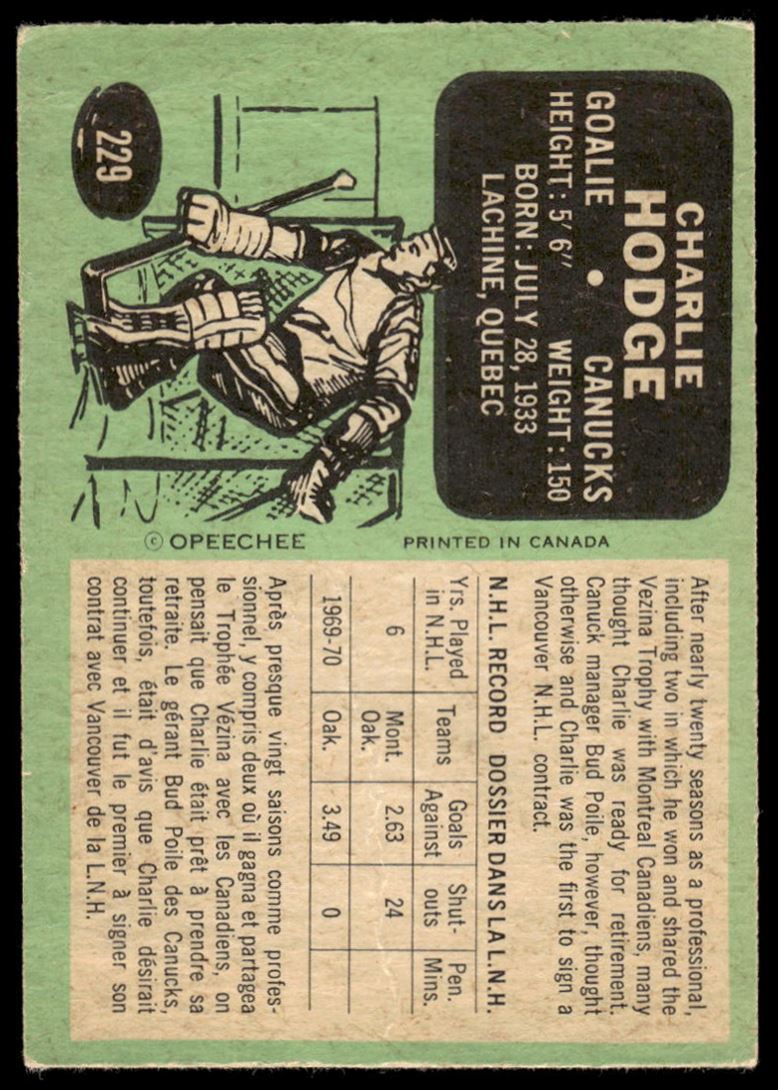 CHARLIE
HODGE
GOALIE • CANUCKS
HEIGHT: 5' 6" WEIGHT: 150
BORN: JULY 28, 1933
LACHINE, QUEBEC
229
© OPEECHEE PRINTED IN CANADA
After nearly twenty seasons as a professional,
including two in which he won and shared the
Vezina Trophy with Montreal Canadiens, many
thought Charlie was ready for retirement.
Canuck manager Bud Poile, however, thought
otherwise and Charlie was the first to sign a
Vancouver N.H.L. contract.
N.H.L. RECORD DOSSIER DANS LA L.N.H.
Yrs. Played Teams Goals Shut- Pen.
in N.H.L. Against outs Mins.
6 Mont. 2.63 24
Oak.
1969-70 Oak. 3.49 0
Après presque vingt saisons comme profes-
sionnel, y compris deux où il gagna et partagea
le Trophée Vézina avec les Canadiens, on
pensait que Charlie était prêt à prendre sa
retraite. Le gérant Bud Poile des Canucks,
toutefois, était d'avis que Charlie désirait
continuer et il fut le premier à signer son
contrat avec Vancouver de la L.N.H.